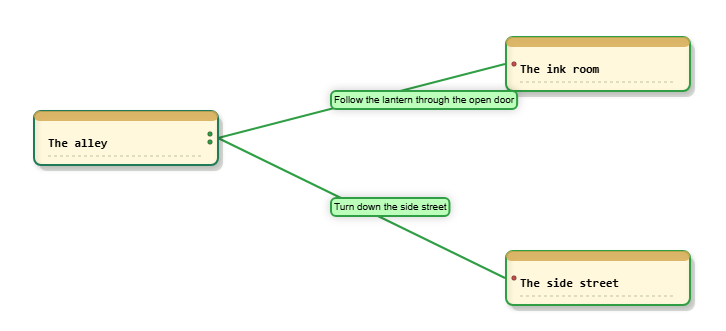 The ink room
Follow the lantern through the open door
The alley
Turn down the side street
The side street